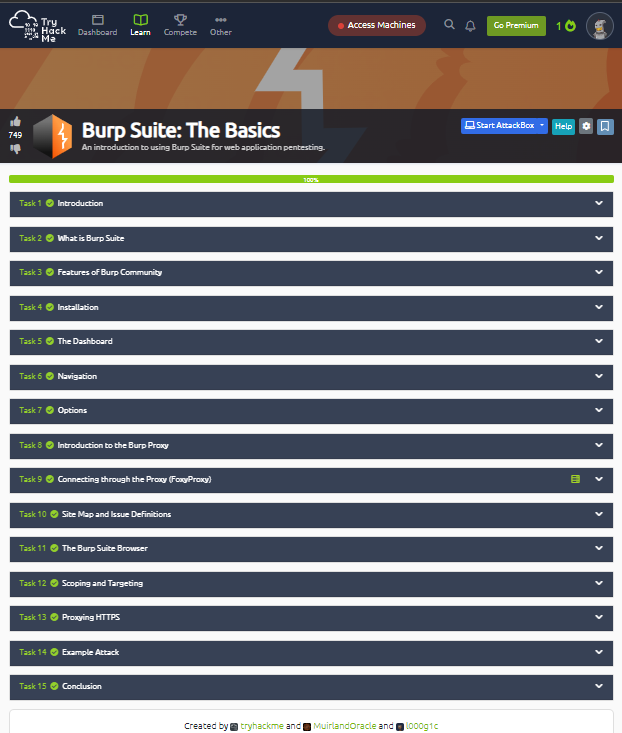 Try
Hack
Me
Dashboard
Learn
Compete
Other
Access Machines
Go Premium
1
749
Burp Suite: The Basics
An introduction to using Burp Suite for web application pentesting.
Start AttackBox
Help
100%
Task 1 Introduction
Task 2 What is Burp Suite
Task 3 Features of Burp Community
Task 4 Installation
Task 5 The Dashboard
Task 6 Navigation
Task 7 Options
Task 8 Introduction to the Burp Proxy
Task 9 Connecting through the Proxy (FoxyProxy)
Task 10 Site Map and Issue Definitions
Task 11 The Burp Suite Browser
Task 12 Scoping and Targeting
Task 13 Proxying HTTPS
Task 14 Example Attack
Task 15 Conclusion
Created by tryhackme and MuirlandOracle and l000g1c